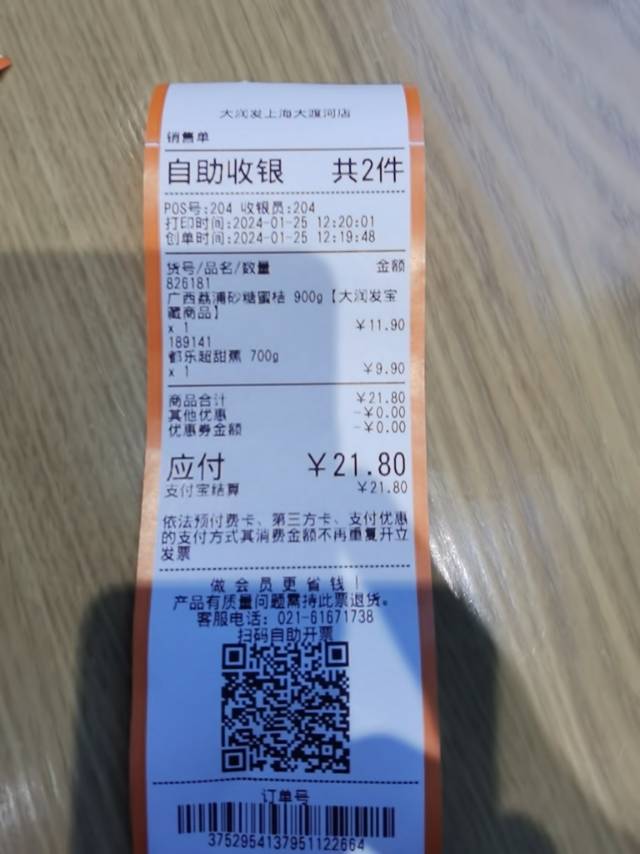 大润发上海大渡河店
销售单
自助收银 共2件
POS号:204 收银员:204
打印时间:2024-01-25 12:20:01
创单时间:2024-01-25 12:19:48
货号/品名/数量 金额
826181
广西荔浦砂糖蜜桔 900g【大润发宝
藏商品】
x 1 ¥11.90
189141
都乐超甜蕉 700g
x 1 ¥9.90
商品合计 ¥21.80
其他优惠 -¥0.00
优惠券金额 -¥0.00
应付 ¥21.80
支付宝结算 ¥21.80
依法预付费卡、第三方卡、支付优惠
的支付方式其消费金额不再重复开立
发票
做会员更省钱!
产品有质量问题需持此票退货。
客服电话: 021-61671738
扫码自助开票
订单号
3752954137951122664